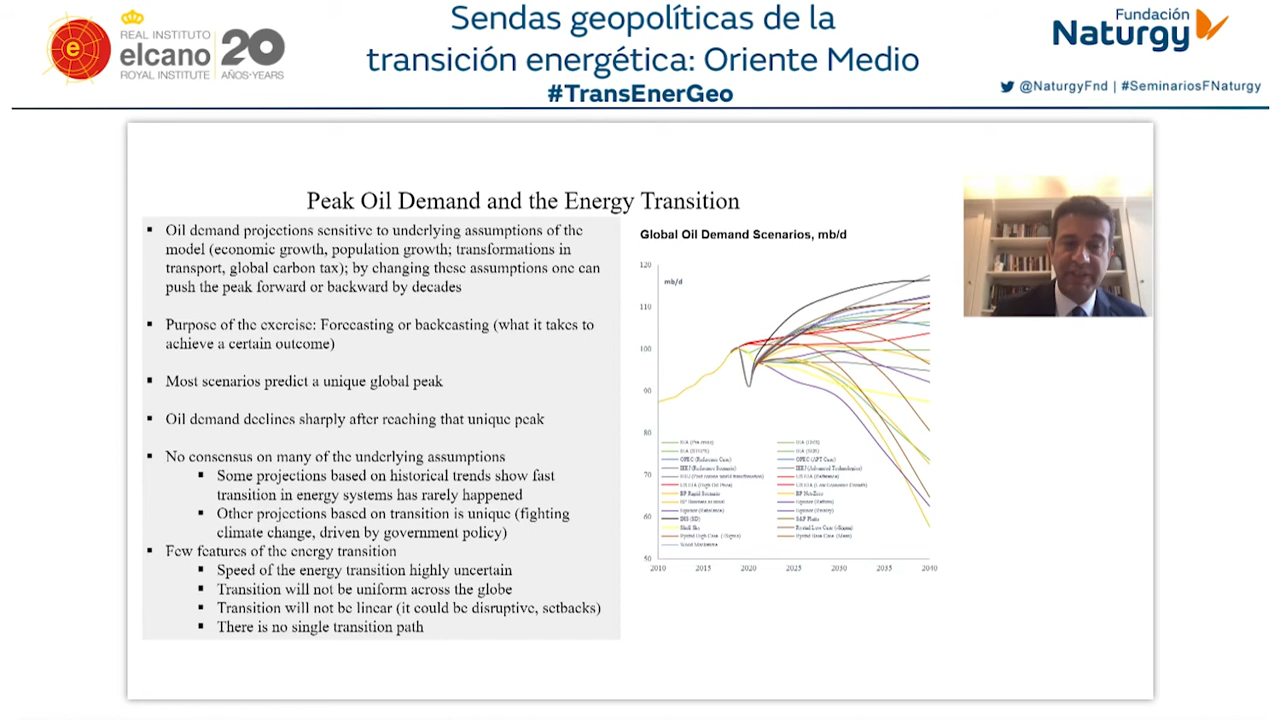 REAL INSTITUTO
elcano
ROYAL INSTITUTE
20
AÑOS·YEARS
Sendas geopolíticas de la
transición energética: Oriente Medio
#TransEnerGeo
Fundación
Naturgy
@NaturgyFnd | #SeminariosFNaturgy
Peak Oil Demand and the Energy Transition
Oil demand projections sensitive to underlying assumptions of the
model (economic growth, population growth; transformations in
transport, global carbon tax); by changing these assumptions one can
push the peak forward or backward by decades
Purpose of the exercise: Forecasting or backcasting (what it takes to
achieve a certain outcome)
Most scenarios predict a unique global peak
Oil demand declines sharply after reaching that unique peak
No consensus on many of the underlying assumptions
Some projections based on historical trends show fast
transition in energy systems has rarely happened
Other projections based on transition is unique (fighting
climate change, driven by government policy)
Few features of the energy transition
Speed of the energy transition highly uncertain
Transition will not be uniform across the globe
Transition will not be linear (it could be disruptive, setbacks)
There is no single transition path
Global Oil Demand Scenarios, mb/d
mb/d
120
110
100
90
80
70
60
50
2010 2015 2020 2025 2030 2035 2040
OPEC (Reference Case)
BP Rapid Scenario
BP Net-Zero